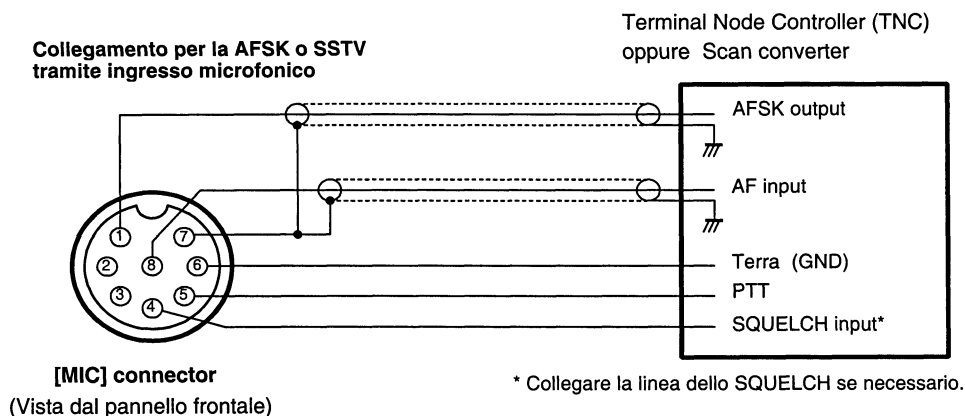 Terminal Node Controller (TNC)
oppure Scan converter
Collegamento per la AFSK o SSTV
tramite ingresso microfonico
AFSK output
AF input
1
7
2
8
6
3
5
4
Terra (GND)
PTT
SQUELCH input*
[MIC] connector
(Vista dal pannello frontale)
* Collegare la linea dello SQUELCH se necessario.